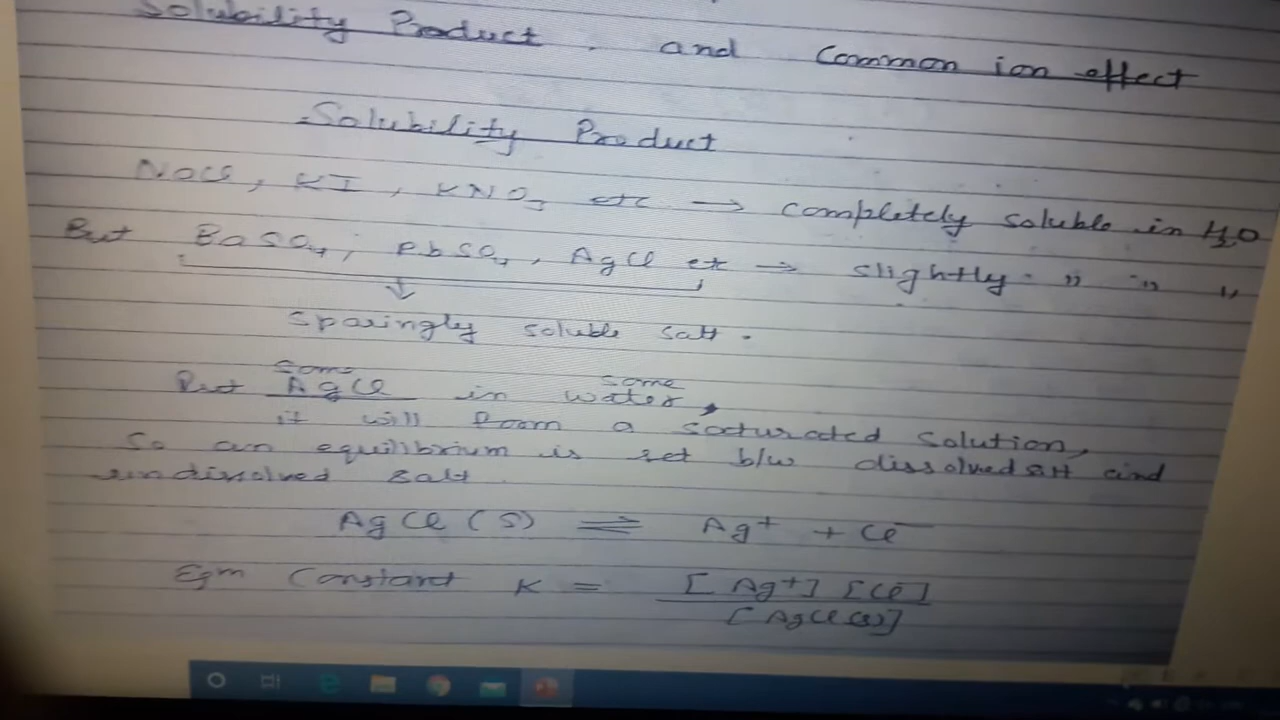 Solubility Product . and Common ion effect
Solubility Product
NaCl, KI, KNO3 etc → completely soluble in H2O
But BaSO4, PbSO4, AgCl etc → slightly " " "
Sparingly soluble salt.
Put some AgCl in some water,
it will form a saturated solution,
So an equilibrium is set b/w dissolved salt and
undissolved salt.
AgCl (s) ⇌ Ag+ + Cl-
Eqm Constant K = [Ag+] [Cl-]
[AgCl(s)]